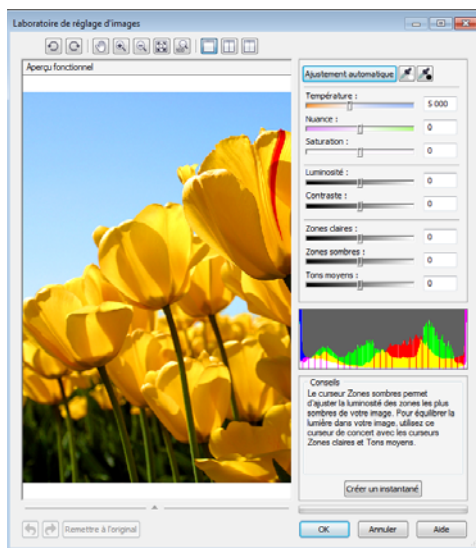 Laboratoire de réglage d'images
Aperçu fonctionnel
Ajustement automatique
Température :
5 000
Nuance :
0
Saturation :
0
Luminosité :
0
Contraste :
0
Zones claires :
0
Zones sombres :
0
Tons moyens :
0
Conseils
Le curseur Zones sombres permet
d'ajuster la luminosité des zones les plus
sombres de votre image. Pour équilibrer la
lumière dans votre image, utilisez ce
curseur de concert avec les curseurs
Zones claires et Tons moyens.
Créer un instantané
Remettre à l'original
OK
Annuler
Aide